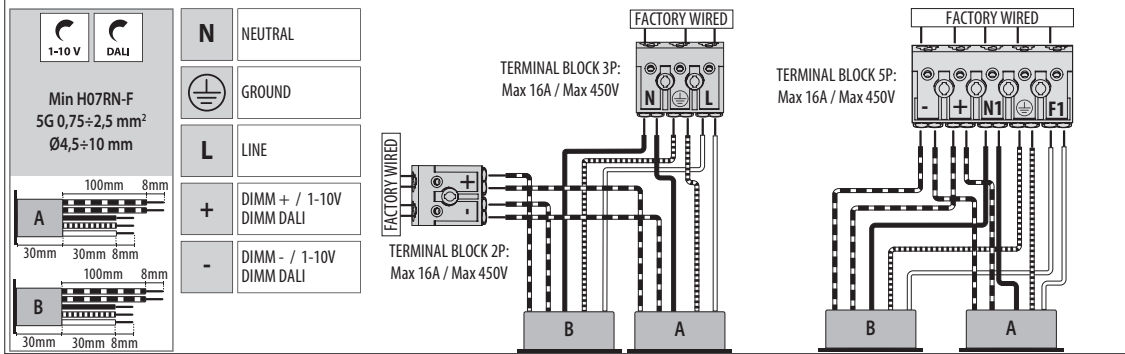 1-10 V
DALI
Min H07RN-F
5G 0,75÷2,5 mm²
Ø4,5÷10 mm
100mm
8mm
A
30mm
30mm
8mm
100mm
8mm
B
30mm
30mm
8mm
N
NEUTRAL
GROUND
L
LINE
+
DIMM + / 1-10V
DIMM DALI
-
DIMM - / 1-10V
DIMM DALI
FACTORY WIRED
TERMINAL BLOCK 3P:
Max 16A / Max 450V
N
L
FACTORY WIRED
+
-
TERMINAL BLOCK 2P:
Max 16A / Max 450V
B
A
FACTORY WIRED
TERMINAL BLOCK 5P:
Max 16A / Max 450V
-
+
N1
F1
B
A